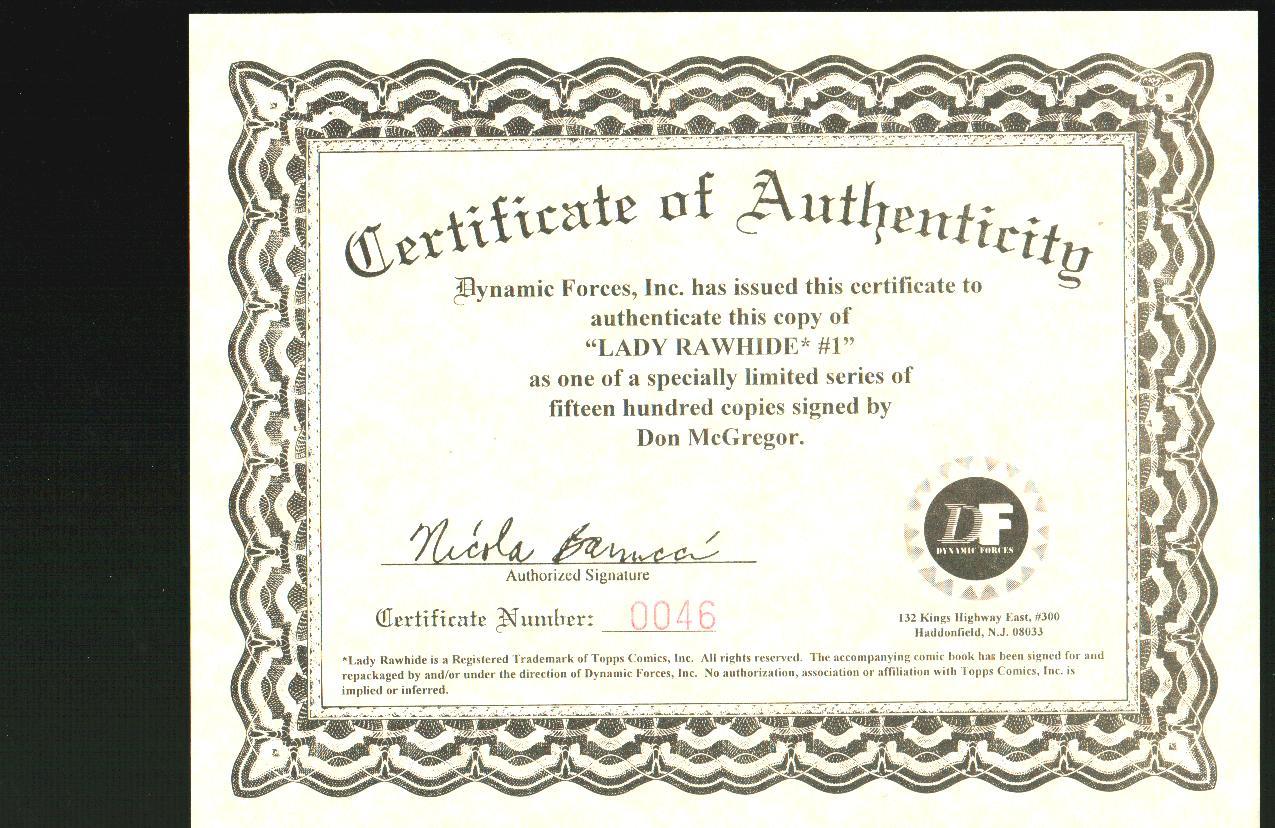 Certificate of Authenticity
Dynamic Forces, Inc. has issued this certificate to
authenticate this copy of
“LADY RAWHIDE* #1”
as one of a specially limited series of
fifteen hundred copies signed by
Don McGregor.
Nicola Barrucci
Authorized Signature
DF
DYNAMIC FORCES
Certificate Number: 0046
132 Kings Highway East, #300
Haddonfield, N.J. 08033
*Lady Rawhide is a Registered Trademark of Topps Comics, Inc. All rights reserved. The accompanying comic book has been signed for and
repackaged by and/or under the direction of Dynamic Forces, Inc. No authorization, association or affiliation with Topps Comics, Inc. is
implied or inferred.